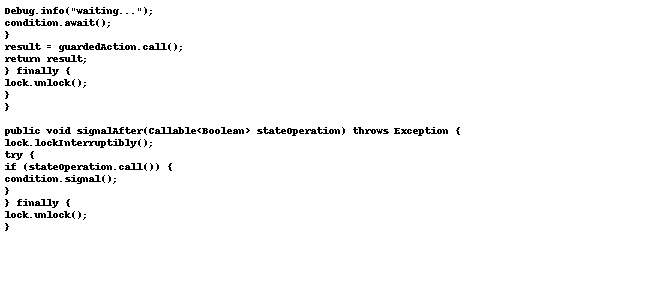 Debug.info("waiting...");
condition.await();
}
result = guardedAction.call();
return result;
} finally {
lock.unlock();
}
}

public void signalAfter(Callable<Boolean> stateOperation) throws Exception {
lock.lockInterruptibly();
try {
if (stateOperation.call()) {
condition.signal();
}
} finally {
lock.unlock();
}